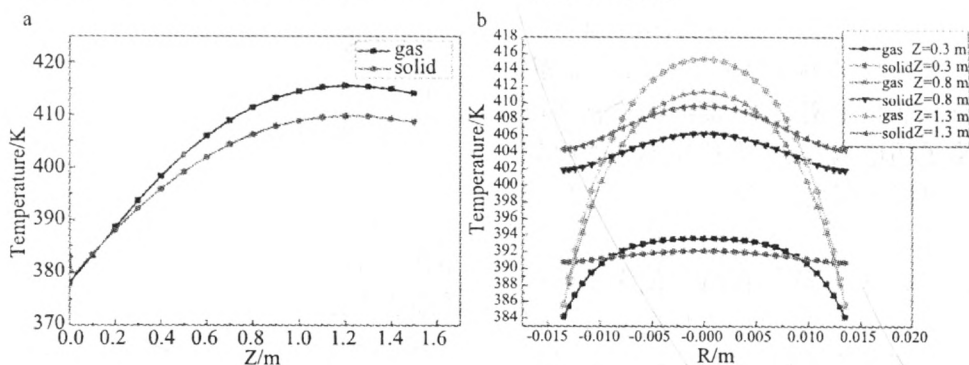 a
gas
solid
420
410
400
390
380
370
Temperature/K
0.0 0.2 0.4 0.6 0.8 1.0 1.2 1.4 1.6
Z/m
b
gas Z=0.3 m
solid Z=0.3 m
gas Z=0.8 m
solid Z=0.8 m
gas Z=1.3 m
solid Z=1.3 m
418
416
414
412
410
408
406
404
402
400
398
396
394
392
390
388
386
384
Temperature/K
-0.015 -0.010 -0.005 -0.000 0.005 0.010 0.015 0.020
R/m